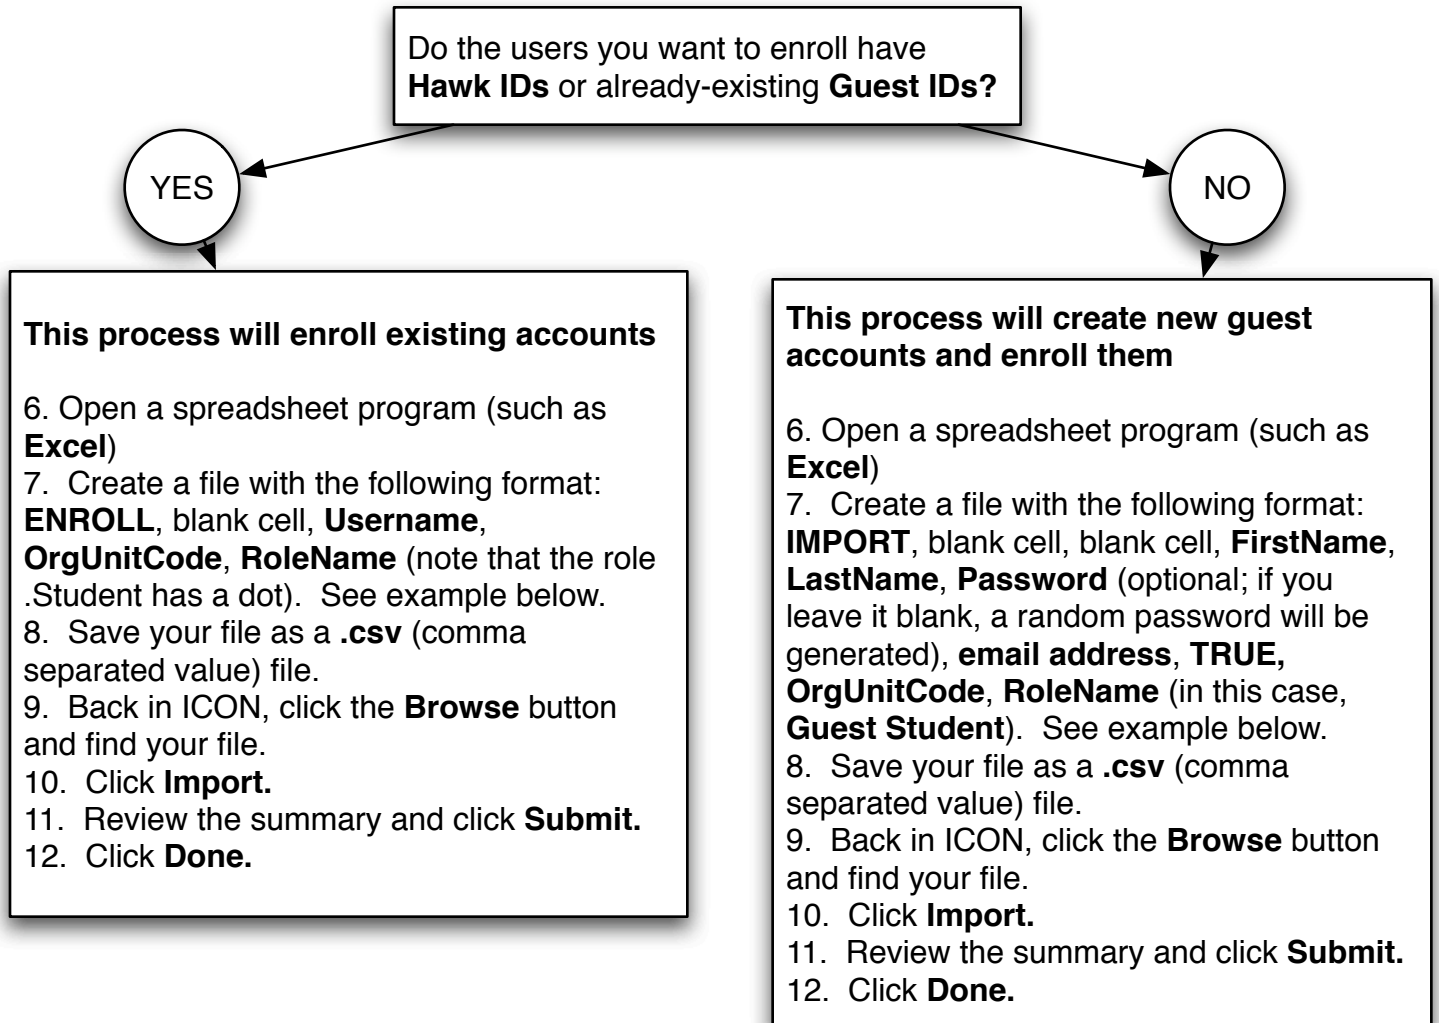 Do the users you want to enroll have
Hawk IDs or already-existing Guest IDs?
YES
NO
This process will enroll existing accounts
6. Open a spreadsheet program (such as
Excel)
7.  Create a file with the following format:
ENROLL, blank cell, Username,
OrgUnitCode, RoleName (note that the role
.Student has a dot).  See example below.
8.  Save your file as a .csv (comma
separated value) file.
9.  Back in ICON, click the Browse button
and find your file.
10.  Click Import.
11.  Review the summary and click Submit.
12.  Click Done.
This process will create new guest
accounts and enroll them
6. Open a spreadsheet program (such as
Excel)
7.  Create a file with the following format:
IMPORT, blank cell, blank cell, FirstName,
LastName, Password (optional; if you
leave it blank, a random password will be
generated), email address, TRUE,
OrgUnitCode, RoleName (in this case,
Guest Student).  See example below.
8.  Save your file as a .csv (comma
separated value) file.
9.  Back in ICON, click the Browse button
and find your file.
10.  Click Import.
11.  Review the summary and click Submit.
12.  Click Done.